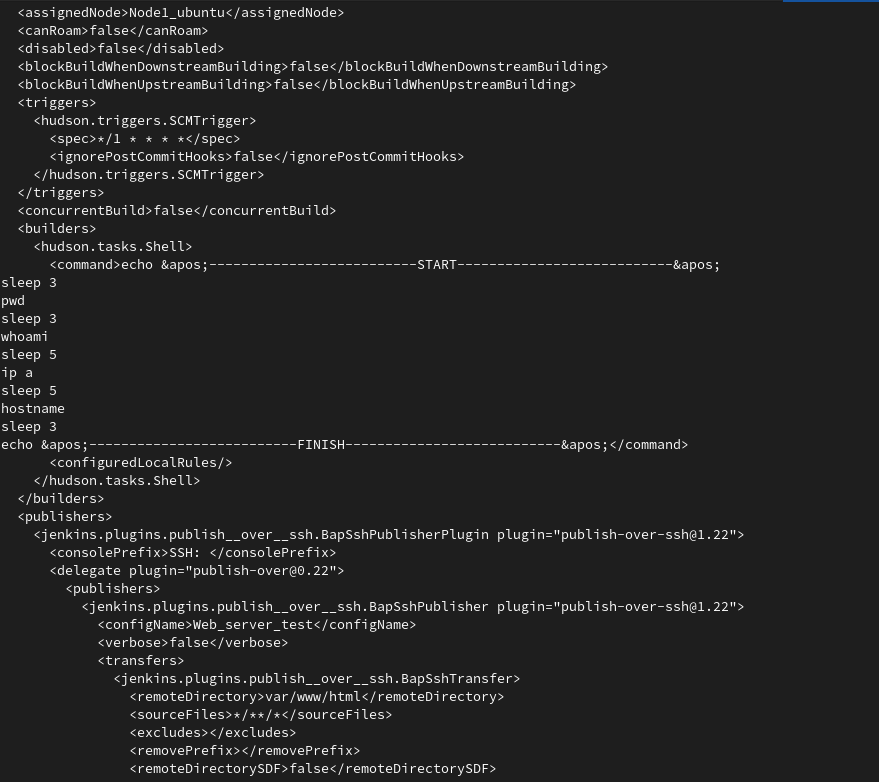 <assignedNode>Node1_ubuntu</assignedNode>
<canRoam>false</canRoam>
<disabled>false</disabled>
<blockBuildWhenDownstreamBuilding>false</blockBuildWhenDownstreamBuilding>
<blockBuildWhenUpstreamBuilding>false</blockBuildWhenUpstreamBuilding>
<triggers>
<hudson.triggers.SCMTrigger>
<spec>*/1 * * * *</spec>
<ignorePostCommitHooks>false</ignorePostCommitHooks>
</hudson.triggers.SCMTrigger>
</triggers>
<concurrentBuild>false</concurrentBuild>
<builders>
<hudson.tasks.Shell>
<command>echo &apos;--------------------------START---------------------------&apos;
sleep 3
pwd
sleep 3
whoami
sleep 5
ip a
sleep 5
hostname
sleep 3
echo &apos;--------------------------FINISH---------------------------&apos;</command>
<configuredLocalRules/>
</hudson.tasks.Shell>
</builders>
<publishers>
<jenkins.plugins.publish__over__ssh.BapSshPublisherPlugin plugin="publish-over-ssh@1.22">
<consolePrefix>SSH: </consolePrefix>
<delegate plugin="publish-over@0.22">
<publishers>
<jenkins.plugins.publish__over__ssh.BapSshPublisher plugin="publish-over-ssh@1.22">
<configName>Web_server_test</configName>
<verbose>false</verbose>
<transfers>
<jenkins.plugins.publish__over__ssh.BapSshTransfer>
<remoteDirectory>var/www/html</remoteDirectory>
<sourceFiles>*/**/*</sourceFiles>
<excludes></excludes>
<removePrefix></removePrefix>
<remoteDirectorySDF>false</remoteDirectorySDF>